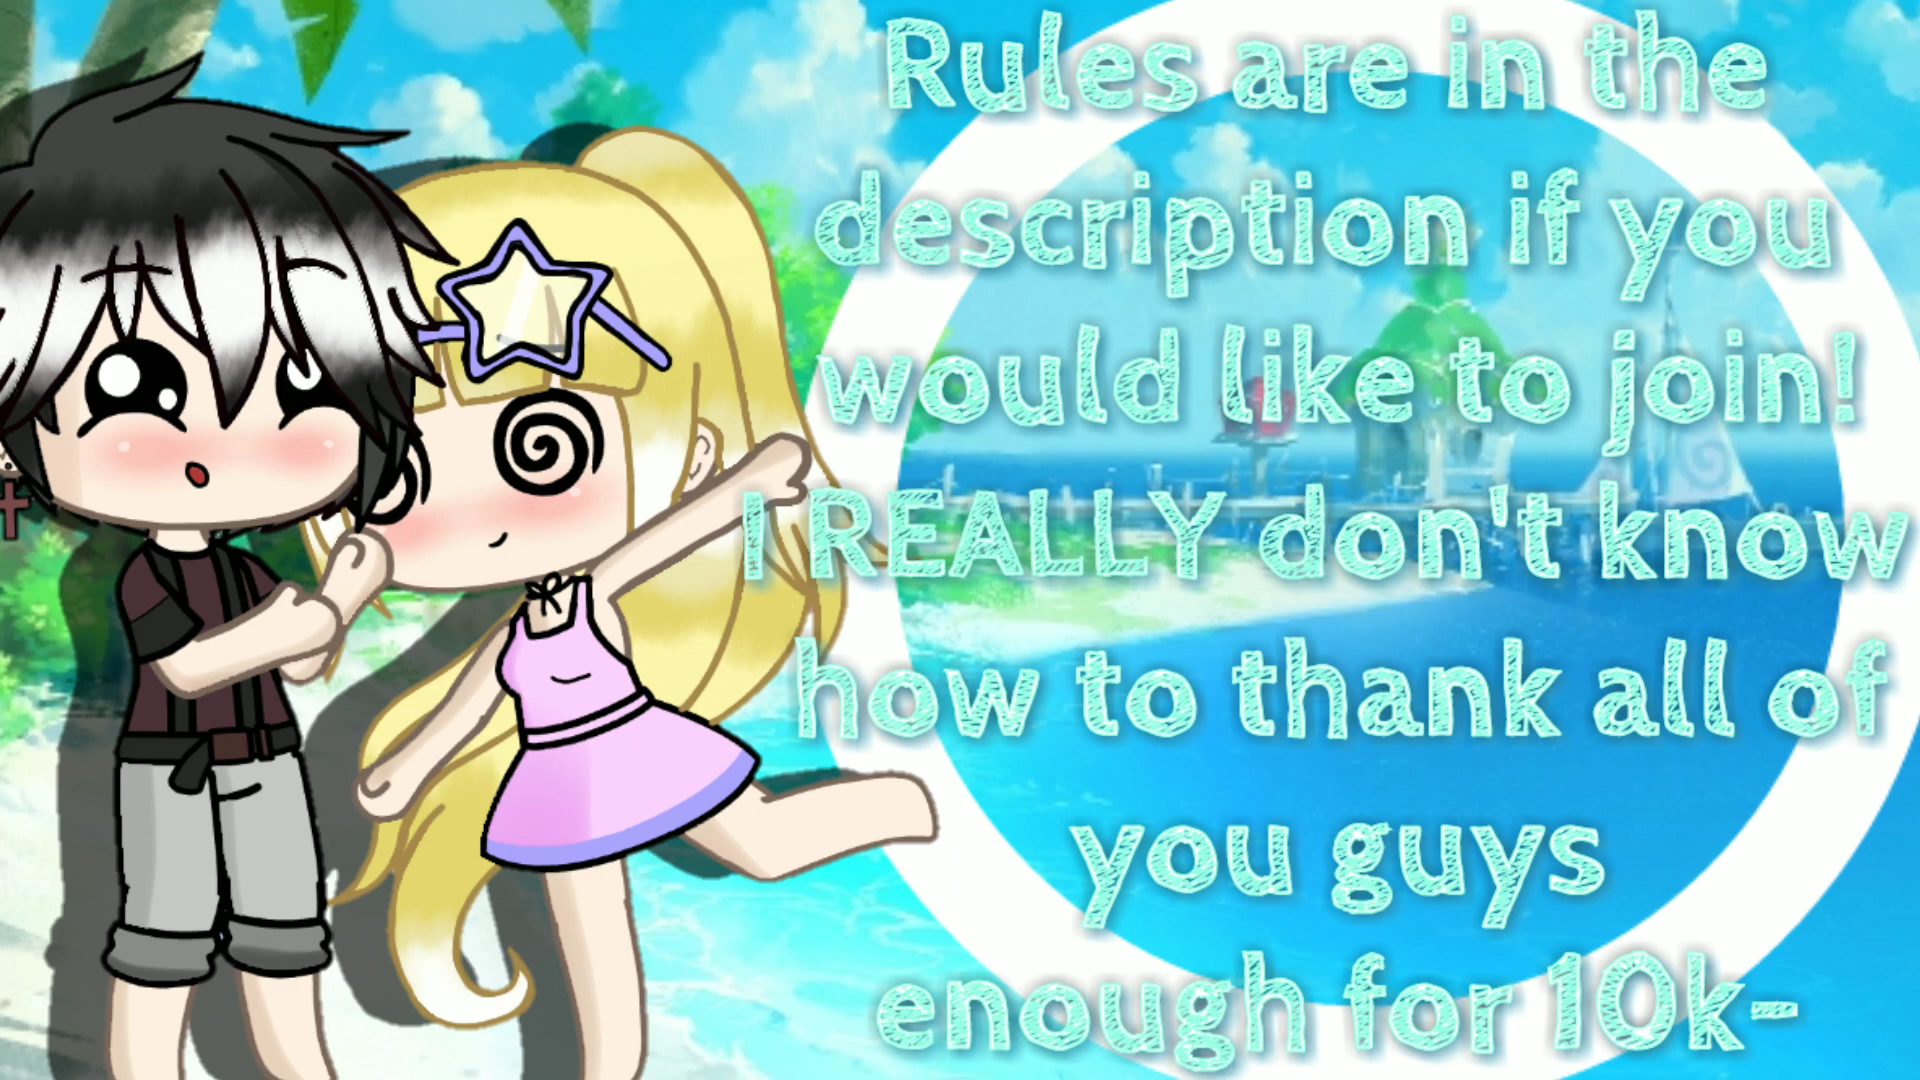 Rules are in the
description if you
would like to join!
I REALLY don't know
how to thank all of
you guys
enough for 10k-